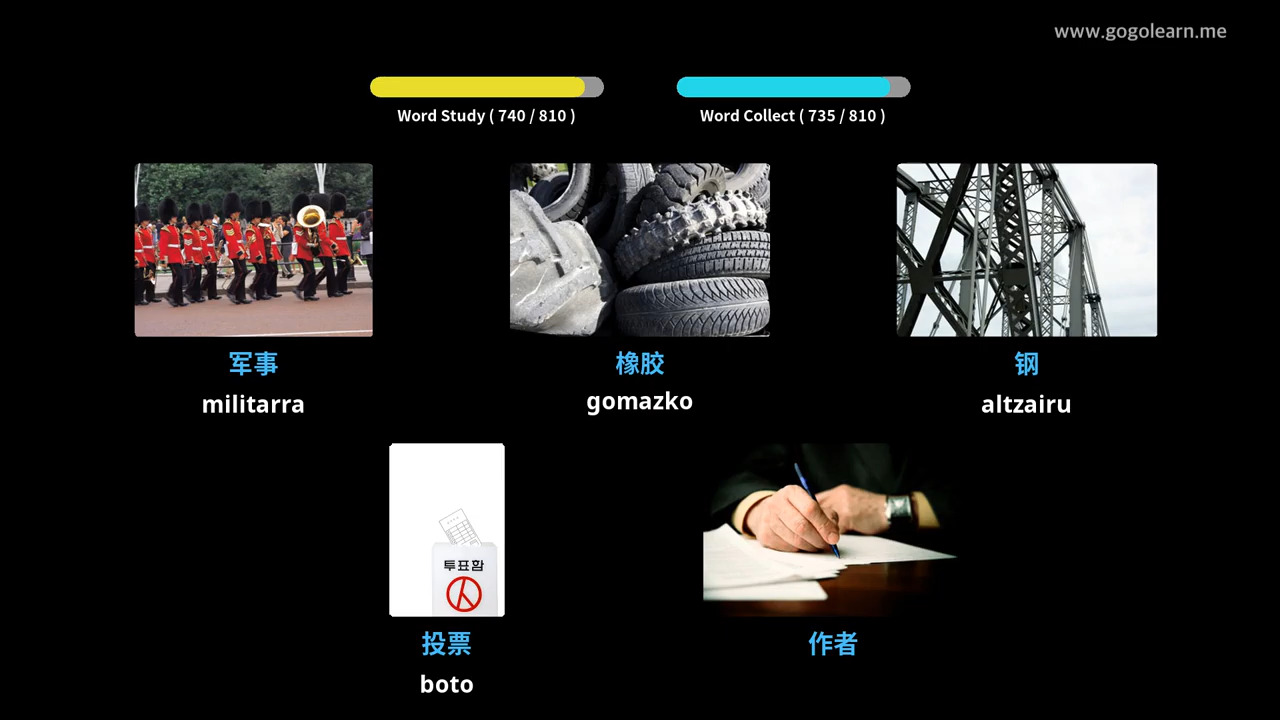 www.gogolearn.me
Word Study ( 740 / 810 )
Word Collect ( 735 / 810 )
军事
橡胶
钢
militarra
gomazko
altzairu
투표함
投票
作者
boto